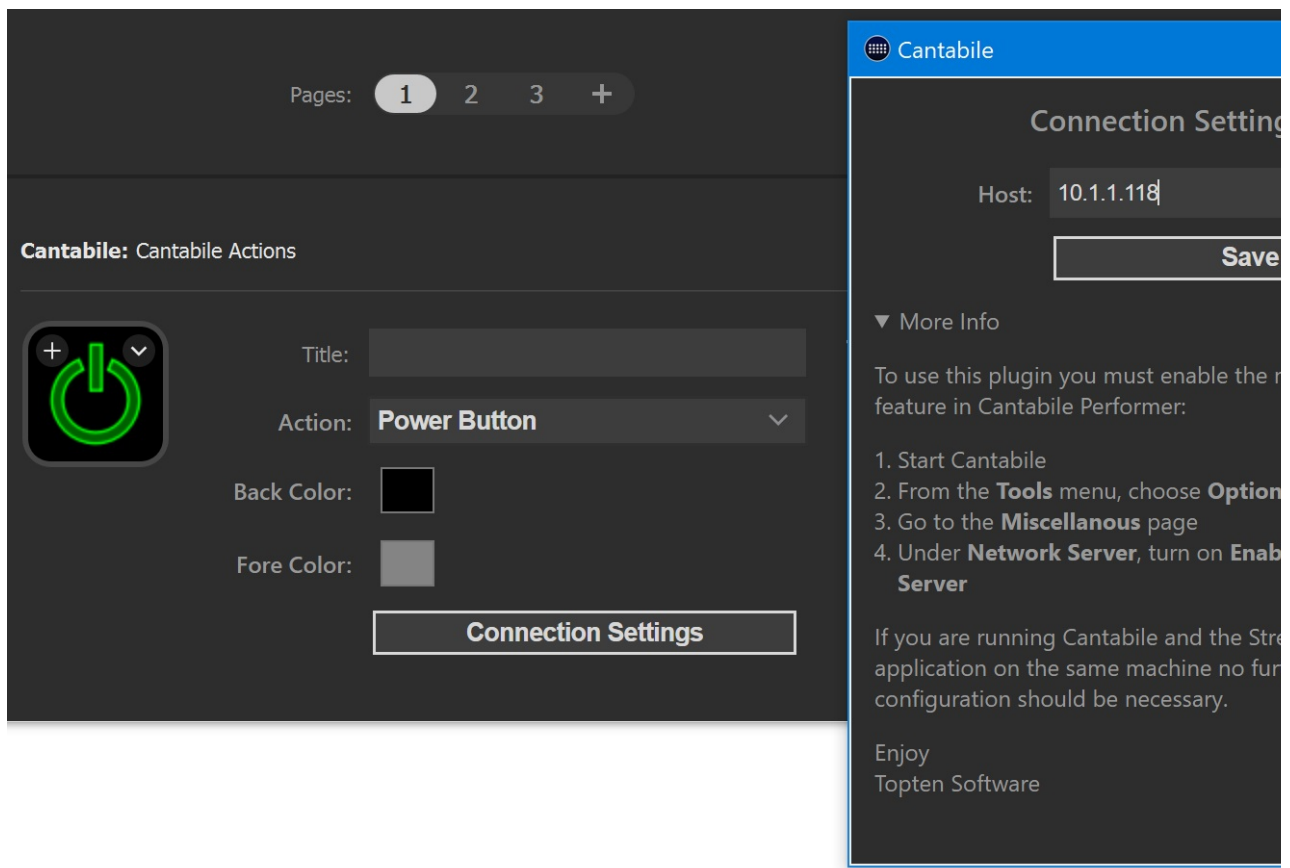 Pages: 1 2 3 +
Cantabile: Cantabile Actions
Title:
Action: Power Button
Back Color:
Fore Color:
Connection Settings
Cantabile
Connection Setting
Host: 10.1.1.118
Save
▼ More Info
To use this plugin you must enable the
feature in Cantabile Performer:
1. Start Cantabile
2. From the Tools menu, choose Option
3. Go to the Miscellanous page
4. Under Network Server, turn on Enab
Server
If you are running Cantabile and the Stre
application on the same machine no fur
configuration should be necessary.
Enjoy
Topten Software